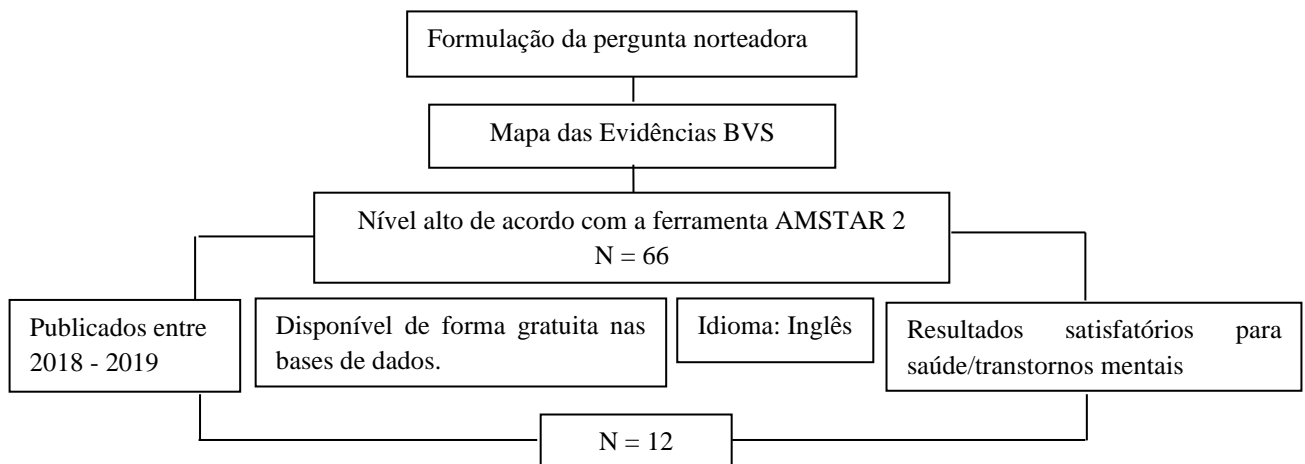 Formulação da pergunta norteadora
Mapa das Evidências BVS
Nível alto de acordo com a ferramenta AMSTAR 2
N = 66
Publicados entre
2018 - 2019
Disponível de forma gratuita nas
bases de dados.
Idioma: Inglês
Resultados satisfatórios para
saúde/transtornos mentais
N = 12